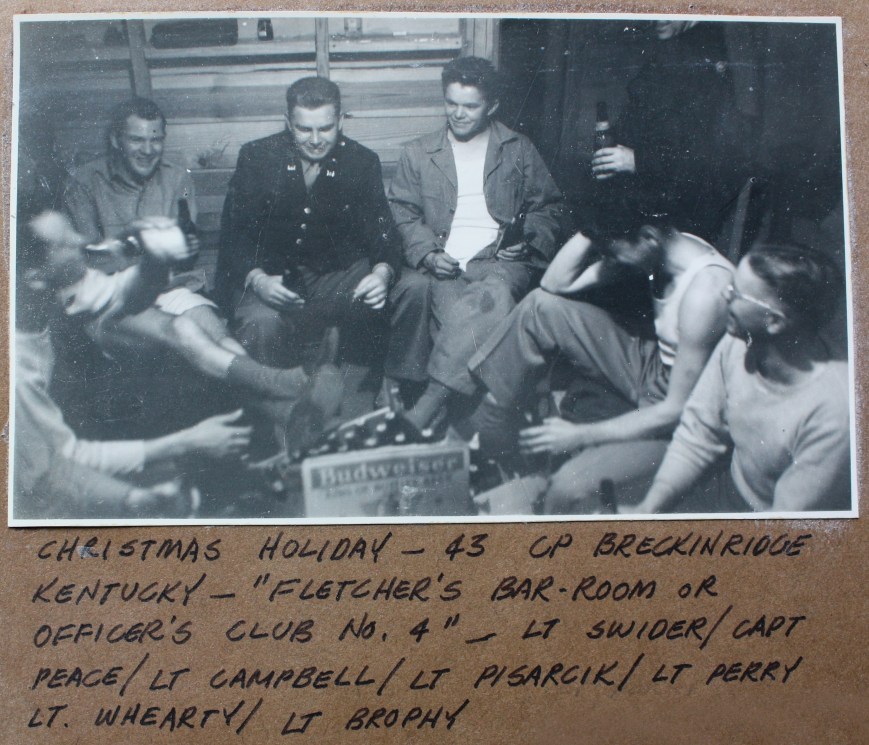 Budweiser
CHRISTMAS HOLIDAY - 43 CP BRECKINRIDGE
KENTUCKY - "FLETCHER'S BAR-ROOM OR
OFFICER'S CLUB NO. 4" - LT SWIDER/ CAPT
PEACE/ LT CAMPBELL/ LT PISARCIK/ LT PERRY
LT. WHEARTY/ LT BROPHY